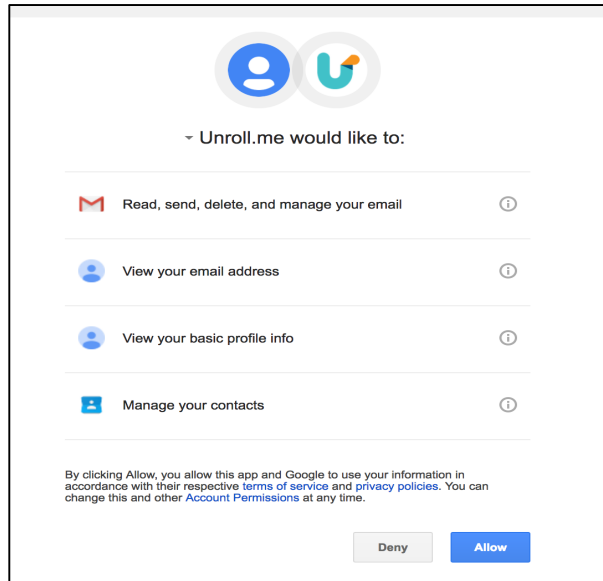 Unroll.me would like to:
Read, send, delete, and manage your email
View your email address
View your basic profile info
Manage your contacts
By clicking Allow, you allow this app and Google to use your information in
accordance with their respective terms of service and privacy policies. You can
change this and other Account Permissions at any time.
Deny Allow